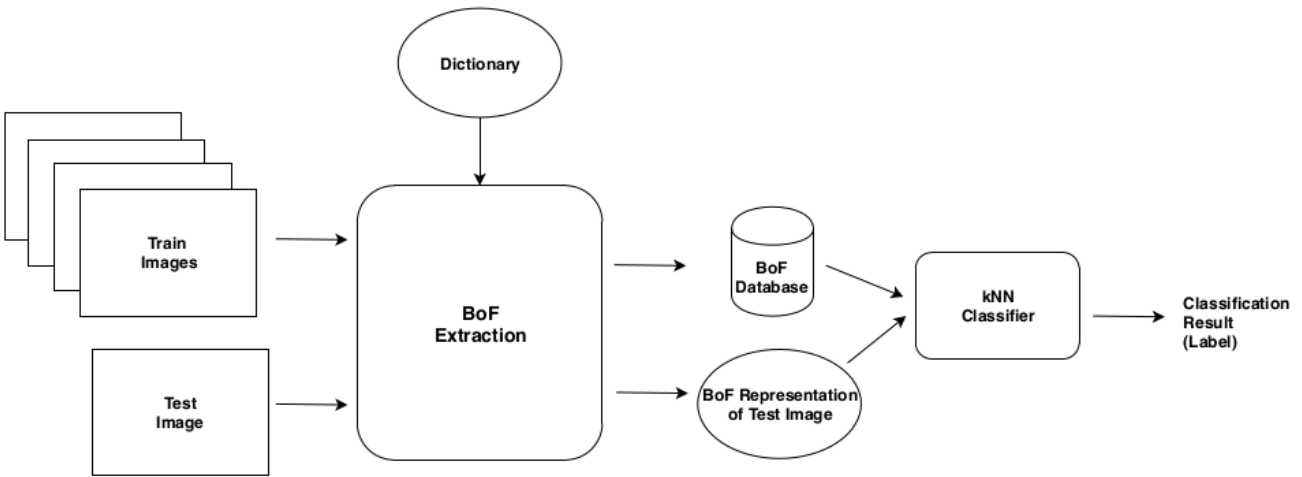 Dictionary
Train
Images
BoF
Extraction
Test
Image
BoF
Database
BoF Representation
of Test Image
kNN
Classifier
Classification
Result
(Label)